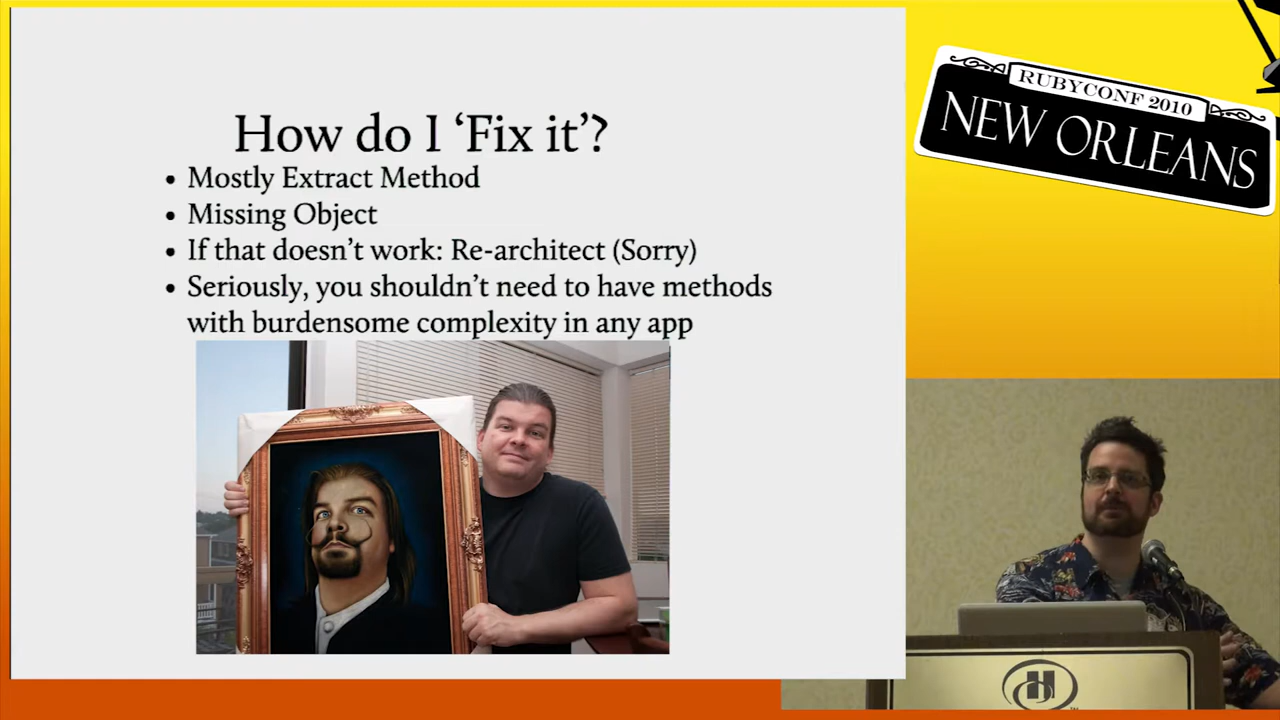 How do I ‘Fix it’?
• Mostly Extract Method
• Missing Object
• If that doesn’t work: Re-architect (Sorry)
• Seriously, you shouldn’t need to have methods
with burdensome complexity in any app
RUBYCONF 2010
NEW ORLEANS
H